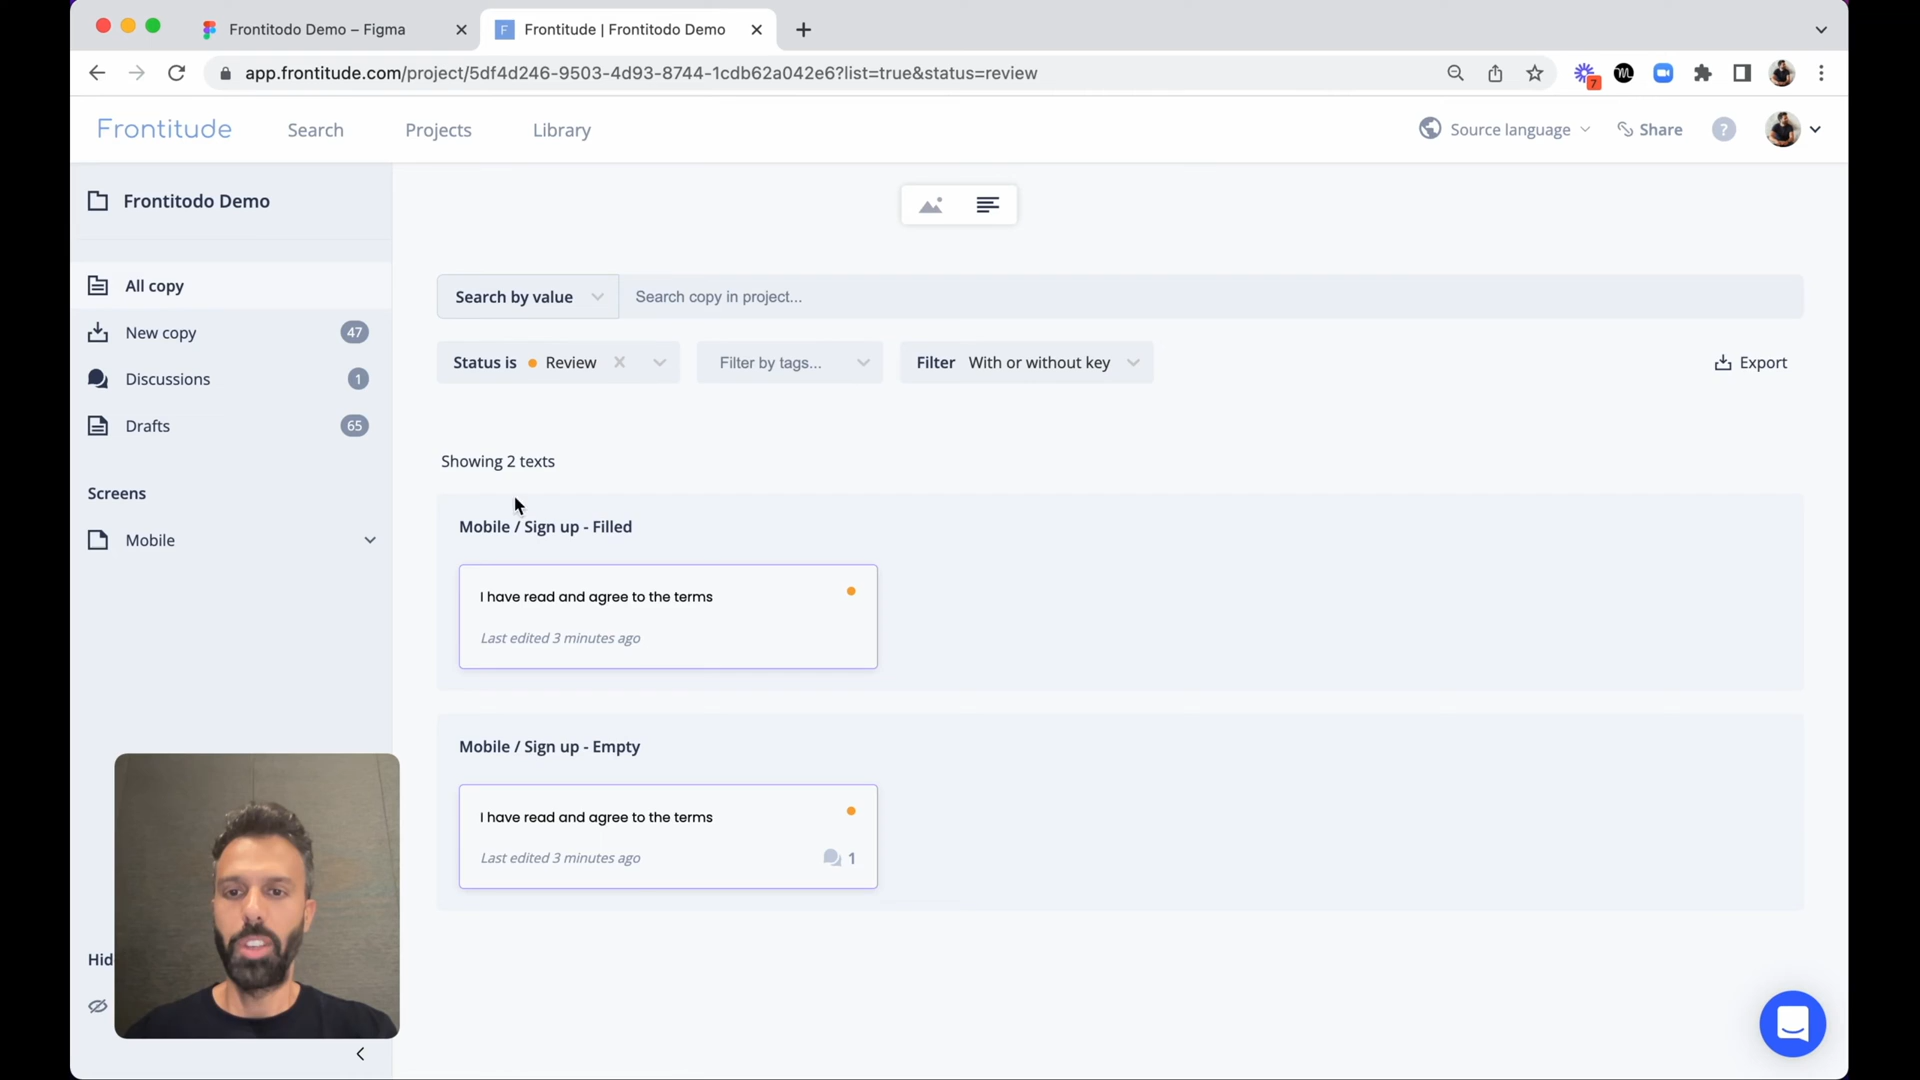 Frontitodo Demo – Figma
Frontitude | Frontitodo Demo
app.frontitude.com/project/5df4d246-9503-4d93-8744-1cdb62a042e6?list=true&status=review
7
Frontitude
Search
Projects
Library
Source language
Share
?
Frontitodo Demo
All copy
New copy
47
Discussions
1
Drafts
65
Screens
Mobile
Hid
Search by value
Search copy in project...
Status is
Review
Filter by tags...
Filter With or without key
Export
Showing 2 texts
Mobile / Sign up - Filled
I have read and agree to the terms
Last edited 3 minutes ago
Mobile / Sign up - Empty
I have read and agree to the terms
Last edited 3 minutes ago
1